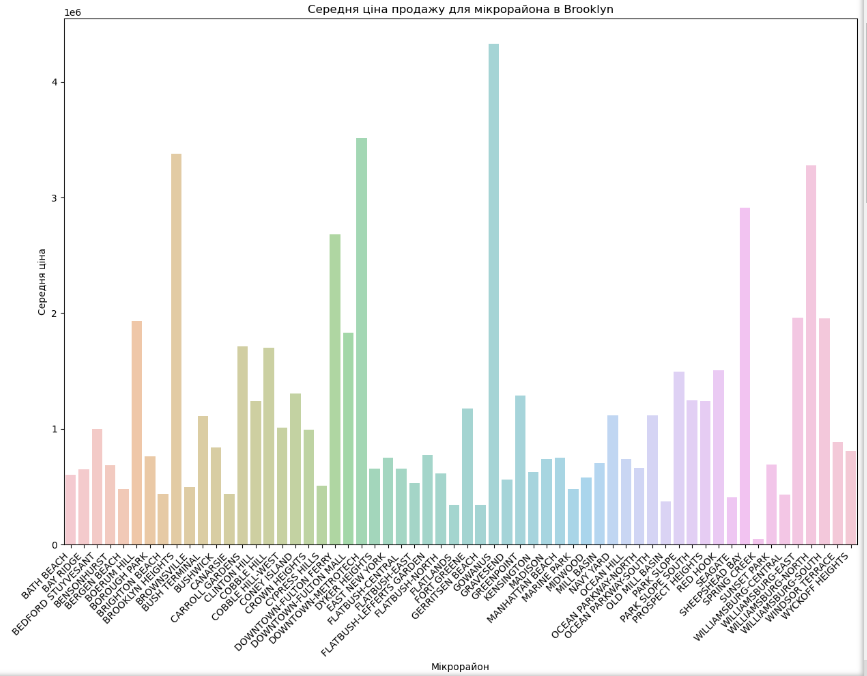 Середня ціна продажу для мікрорайона в Brooklyn
1e6
4
3
2
1
0
Середня ціна
BATH BEACH
BAY RIDGE
BEDFORD STUYVESANT
BENSONHURST
BERGEN BEACH
BOERUM HILL
BOROUGH PARK
BRIGHTON BEACH
BROOKLYN HEIGHTS
BROWNSVILLE
BUSH TERMINAL
BUSHWICK
CANARSIE
CARROLL GARDENS
CLINTON HILL
COBBLE HILL
COBBLE HILL-WEST
CONEY ISLAND
CROWN HEIGHTS
CYPRESS HILLS
DOWNTOWN-FULTON FERRY
DOWNTOWN-FULTON MALL
DOWNTOWN-METROTECH
DYKER HEIGHTS
EAST NEW YORK
FLATBUSH-CENTRAL
FLATBUSH-EAST
FLATBUSH-LEFFERTS GARDEN
FLATBUSH-NORTH
FLATLANDS
FORT GREENE
GERRITSEN BEACH
GOWANUS
GRAVESEND
GREENPOINT
KENSINGTON
MADISON
MANHATTAN BEACH
MARINE PARK
MIDWOOD
MILL BASIN
NAVY YARD
OCEAN HILL
OCEAN PARKWAY-NORTH
OCEAN PARKWAY-SOUTH
OLD MILL BASIN
PARK SLOPE
PARK SLOPE SOUTH
PROSPECT HEIGHTS
RED HOOK
SEAGATE
SHEEPSHEAD BAY
SPRING CREEK
SUNSET PARK
WILLIAMSBURG-CENTRAL
WILLIAMSBURG-EAST
WILLIAMSBURG-NORTH
WILLIAMSBURG-SOUTH
WINDSOR TERRACE
WYCKOFF HEIGHTS
Мікрорайон